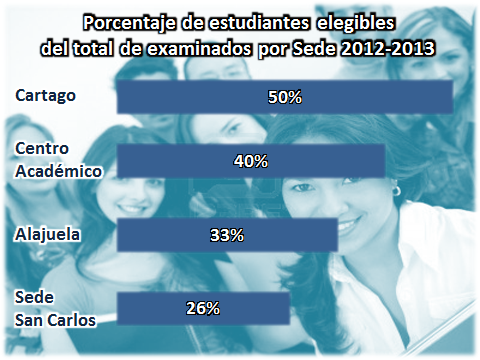 Porcentaje de estudiantes elegibles
del total de examinados por Sede 2012-2013
Cartago
50%
Centro
Académico
40%
Alajuela
33%
Sede
San Carlos
26%